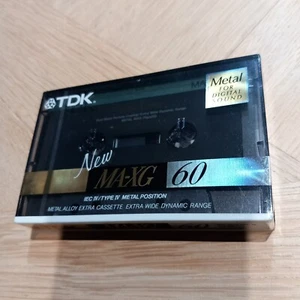 TDK
Metal
FOR
DIGITAL
SOUND
New
MA-XG 60
IEC IV/TYPE IV METAL POSITION
METAL ALLOY EXTRA CASSETTE, EXTRA WIDE DYNAMIC RANGE